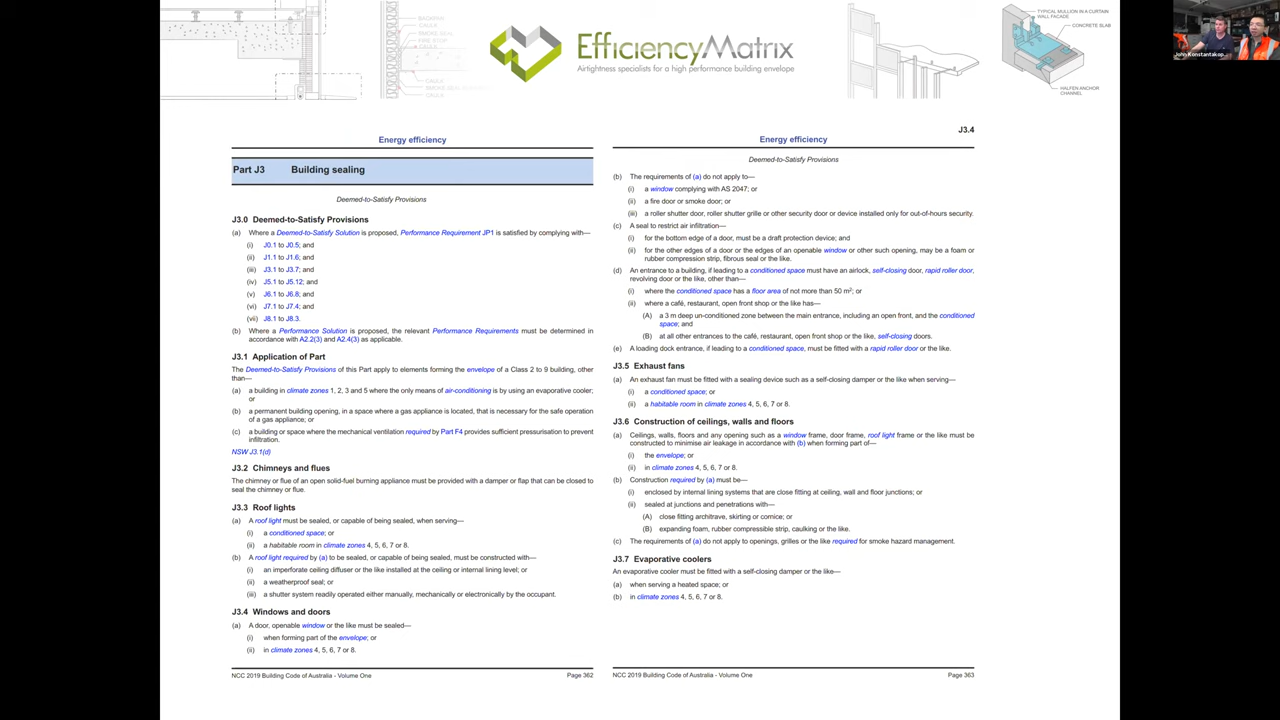 BACKPAN
CAULK
SMOKE SEAL
FIRE STOP
CAULK
CAULK
CAULK
EfficiencyMatrix
Airtightness specialists for a high performance building envelope
TYPICAL MULLION IN A CURTAIN
WALL FACADE
CONCRETE SLAB
HALFEN ANCHOR
CHANNEL
John Konstantakop...
Energy efficiency
Part J3 Building sealing
Deemed-to-Satisfy Provisions
J3.0 Deemed-to-Satisfy Provisions
(a) Where a Deemed-to-Satisfy Solution is proposed, Performance Requirement JP1 is satisfied by complying with—
(i) J0.1 to J0.5; and
(ii) J1.1 to J1.6; and
(iii) J3.1 to J3.7; and
(iv) J5.1 to J5.12; and
(v) J6.1 to J6.8; and
(vi) J7.1 to J7.4; and
(vii) J8.1 to J8.3.
(b) Where a Performance Solution is proposed, the relevant Performance Requirements must be determined in
accordance with A2.2(3) and A2.4(3) as applicable.
J3.1 Application of Part
The Deemed-to-Satisfy Provisions of this Part apply to elements forming the envelope of a Class 2 to 9 building, other
than—
(a) a building in climate zones 1, 2, 3 and 5 where the only means of air-conditioning is by using an evaporative cooler;
or
(b) a permanent building opening, in a space where a gas appliance is located, that is necessary for the safe operation
of a gas appliance; or
(c) a building or space where the mechanical ventilation required by Part F4 provides sufficient pressurisation to prevent
infiltration.
NSW J3.1(d)
J3.2 Chimneys and flues
The chimney or flue of an open solid-fuel burning appliance must be provided with a damper or flap that can be closed to
seal the chimney or flue.
J3.3 Roof lights
(a) A roof light must be sealed, or capable of being sealed, when serving—
(i) a conditioned space; or
(ii) a habitable room in climate zones 4, 5, 6, 7 or 8.
(b) A roof light required by (a) to be sealed, or capable of being sealed, must be constructed with—
(i) an imperforate ceiling diffuser or the like installed at the ceiling or internal lining level; or
(ii) a weatherproof seal; or
(iii) a shutter system readily operated either manually, mechanically or electronically by the occupant.
J3.4 Windows and doors
(a) A door, openable window or the like must be sealed—
(i) when forming part of the envelope; or
(ii) in climate zones 4, 5, 6, 7 or 8.
NCC 2019 Building Code of Australia - Volume One Page 362
J3.4
Energy efficiency
Deemed-to-Satisfy Provisions
(b) The requirements of (a) do not apply to—
(i) a window complying with AS 2047; or
(ii) a fire door or smoke door; or
(iii) a roller shutter door, roller shutter grille or other security door or device installed only for out-of-hours security.
(c) A seal to restrict air infiltration—
(i) for the bottom edge of a door, must be a draft protection device; and
(ii) for the other edges of a door or the edges of an openable window or other such opening, may be a foam or
rubber compression strip, fibrous seal or the like.
(d) An entrance to a building, if leading to a conditioned space must have an airlock, self-closing door, rapid roller door,
revolving door or the like, other than—
(i) where the conditioned space has a floor area of not more than 50 m²; or
(ii) where a café, restaurant, open front shop or the like has—
(A) a 3 m deep un-conditioned zone between the main entrance, including an open front, and the conditioned
space; and
(B) at all other entrances to the café, restaurant, open front shop or the like, self-closing doors.
(e) A loading dock entrance, if leading to a conditioned space, must be fitted with a rapid roller door or the like.
J3.5 Exhaust fans
(a) An exhaust fan must be fitted with a sealing device such as a self-closing damper or the like when serving—
(i) a conditioned space; or
(ii) a habitable room in climate zones 4, 5, 6, 7 or 8.
J3.6 Construction of ceilings, walls and floors
(a) Ceilings, walls, floors and any opening such as a window frame, door frame, roof light frame or the like must be
constructed to minimise air leakage in accordance with (b) when forming part of—
(i) the envelope; or
(ii) in climate zones 4, 5, 6, 7 or 8.
(b) Construction required by (a) must be—
(i) enclosed by internal lining systems that are close fitting at ceiling, wall and floor junctions; or
(ii) sealed at junctions and penetrations with—
(A) close fitting architrave, skirting or cornice; or
(B) expanding foam, rubber compressible strip, caulking or the like.
(c) The requirements of (a) do not apply to openings, grilles or the like required for smoke hazard management.
J3.7 Evaporative coolers
An evaporative cooler must be fitted with a self-closing damper or the like—
(a) when serving a heated space; or
(b) in climate zones 4, 5, 6, 7 or 8.
NCC 2019 Building Code of Australia - Volume One Page 363